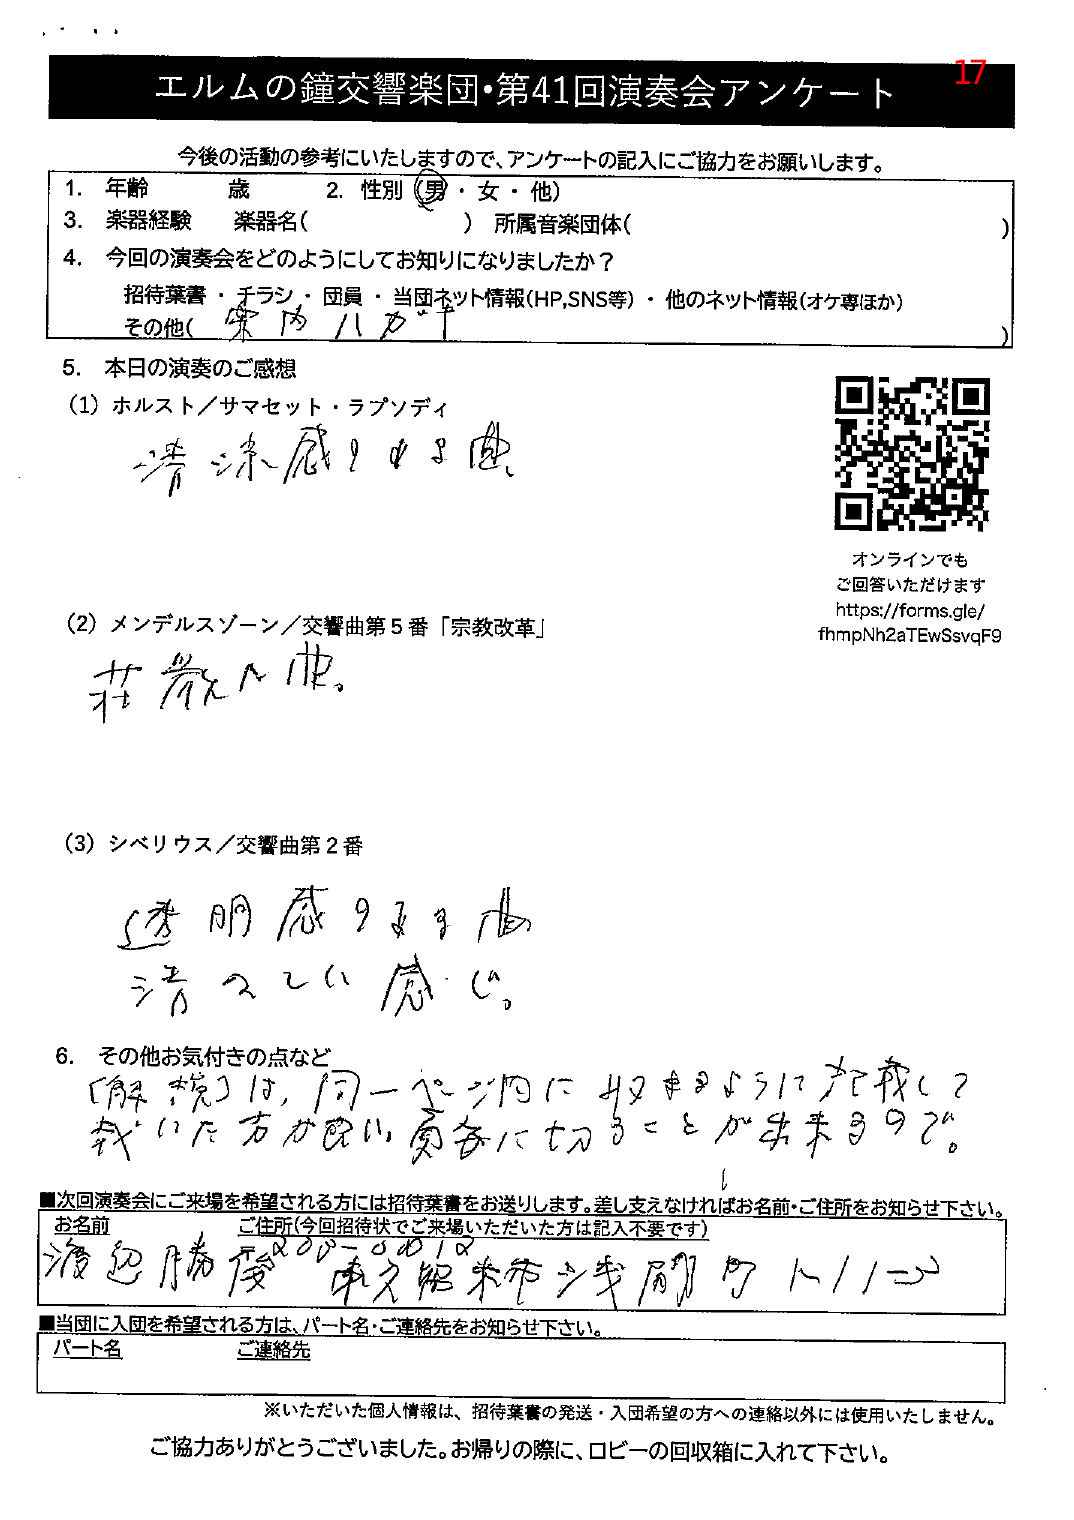 17
エルムの鐘交響楽団・第41回演奏会アンケート
今後の活動の参考にいたしますので、アンケートの記入にご協力をお願いします。
1. 年齢 歳 2. 性別(男・女・他)
3. 楽器経験 楽器名( ) 所属音楽団体( )
4. 今回の演奏会をどのようにしてお知りになりましたか？
招待葉書・チラシ・団員・当団ネット情報(HP,SNS等)・他のネット情報(オケ専ほか)
その他( 案内ハガキ )
5. 本日の演奏のご感想
(1) ホルスト／サマセット・ラプソディ
清涼感ある曲。
(2) メンデルスゾーン／交響曲第５番「宗教改革」
荘厳な曲。
(3) シベリウス／交響曲第２番
透明感のある曲
清々しい感じ。
オンラインでも
ご回答いただけます
https://forms.gle/
fhmpNh2aTEwSsvqF9
6. その他お気付きの点など
「解説」は、同一ページ内に収まるように記載して
戴いた方が良い。 に切ることが出来るので。
■次回演奏会にご来場を希望される方には招待葉書をお送りします。差し支えなければお名前・ご住所をお知らせ下さい。
お名前 ご住所(今回招待状でご来場いただいた方は記入不要です)
渡辺勝俊 200-0012
町 1-11-
■当団に入団を希望される方は、パート名・ご連絡先をお知らせ下さい。
パート名 ご連絡先
※いただいた個人情報は、招待葉書の発送・入団希望の方への連絡以外には使用いたしません。
ご協力ありがとうございました。お帰りの際に、ロビーの回収箱に入れて下さい。